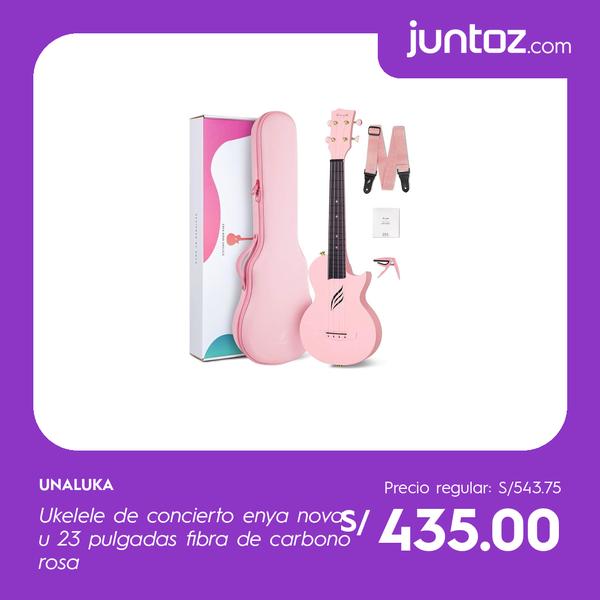 juntoz.com
UNALUKA
Ukelele de concierto enya nova
u 23 pulgadas fibra de carbono
rosa
Precio regular: S/543.75
S/ 435.00